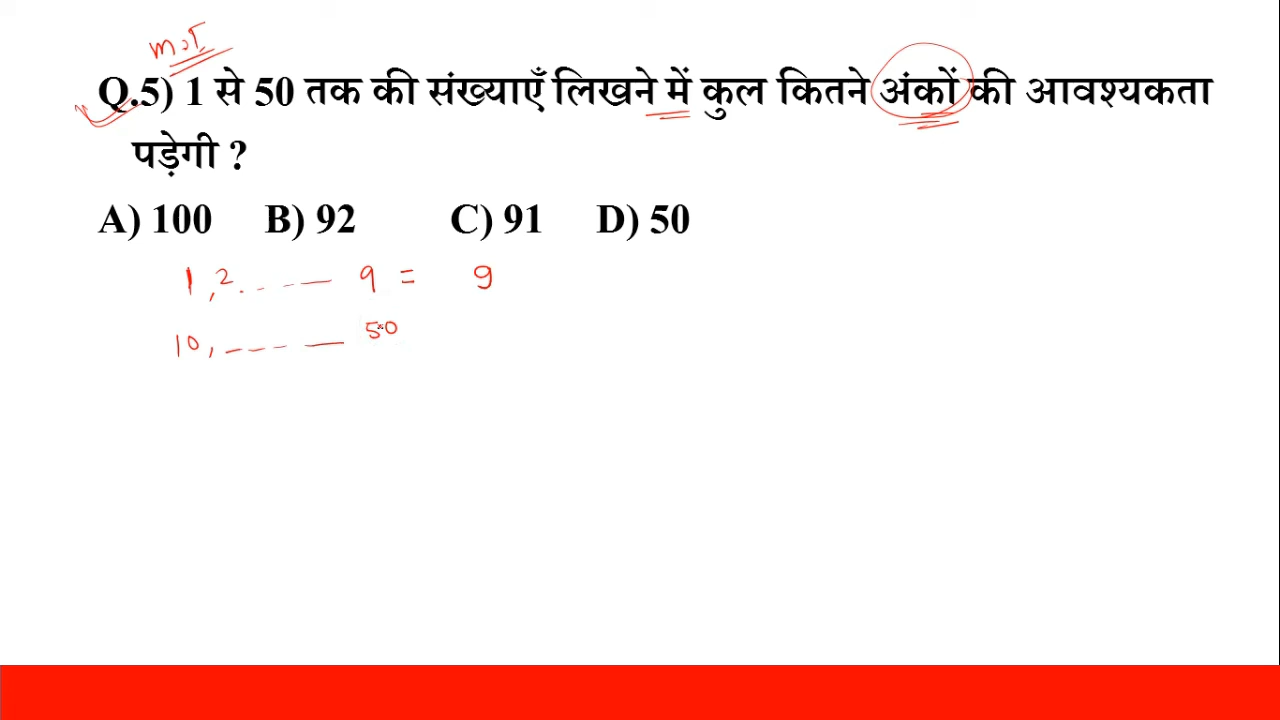 m.I
Q.5) 1 से 50 तक की संख्याएँ लिखने में कुल कितने अंकों की आवश्यकता
पड़ेगी ?
A) 100 B) 92 C) 91 D) 50
1, 2. ---- 9 = 9
10, ---- 50